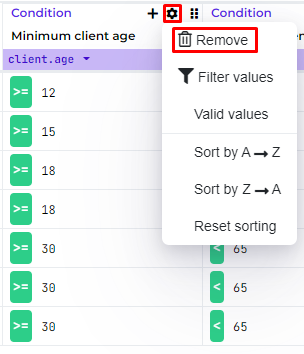 Condition
Condition
Minimum client age
client.age
Remove
Filter values
Valid values
Sort by A → Z
Sort by Z → A
Reset sorting
>= 12
>= 15
>= 18
>= 18
>= 30 < 65
>= 30 < 65
>= 30 < 65